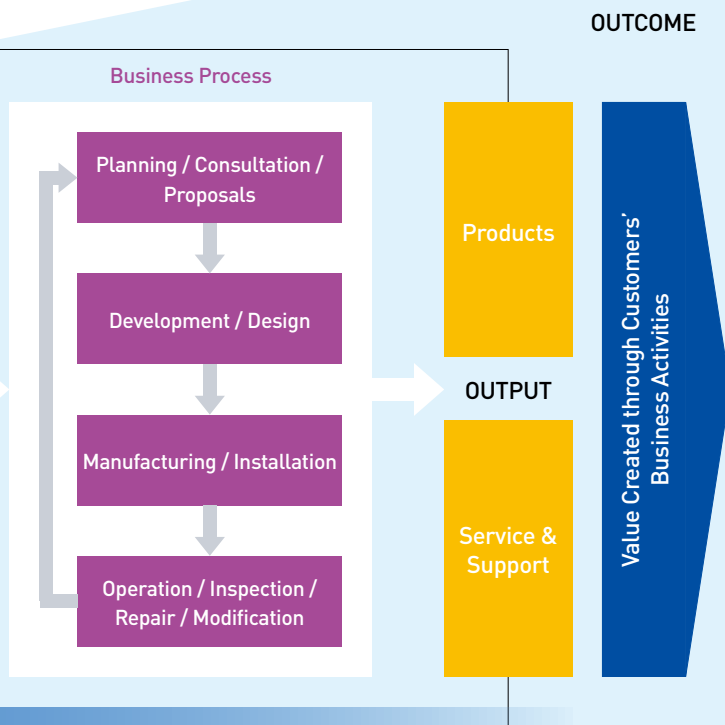 OUTCOME
Business Process
Planning / Consultation /
Proposals
Development / Design
Manufacturing / Installation
Operation / Inspection /
Repair / Modification
Products
OUTPUT
Service &
Support
Value Created through Customers’
Business Activities